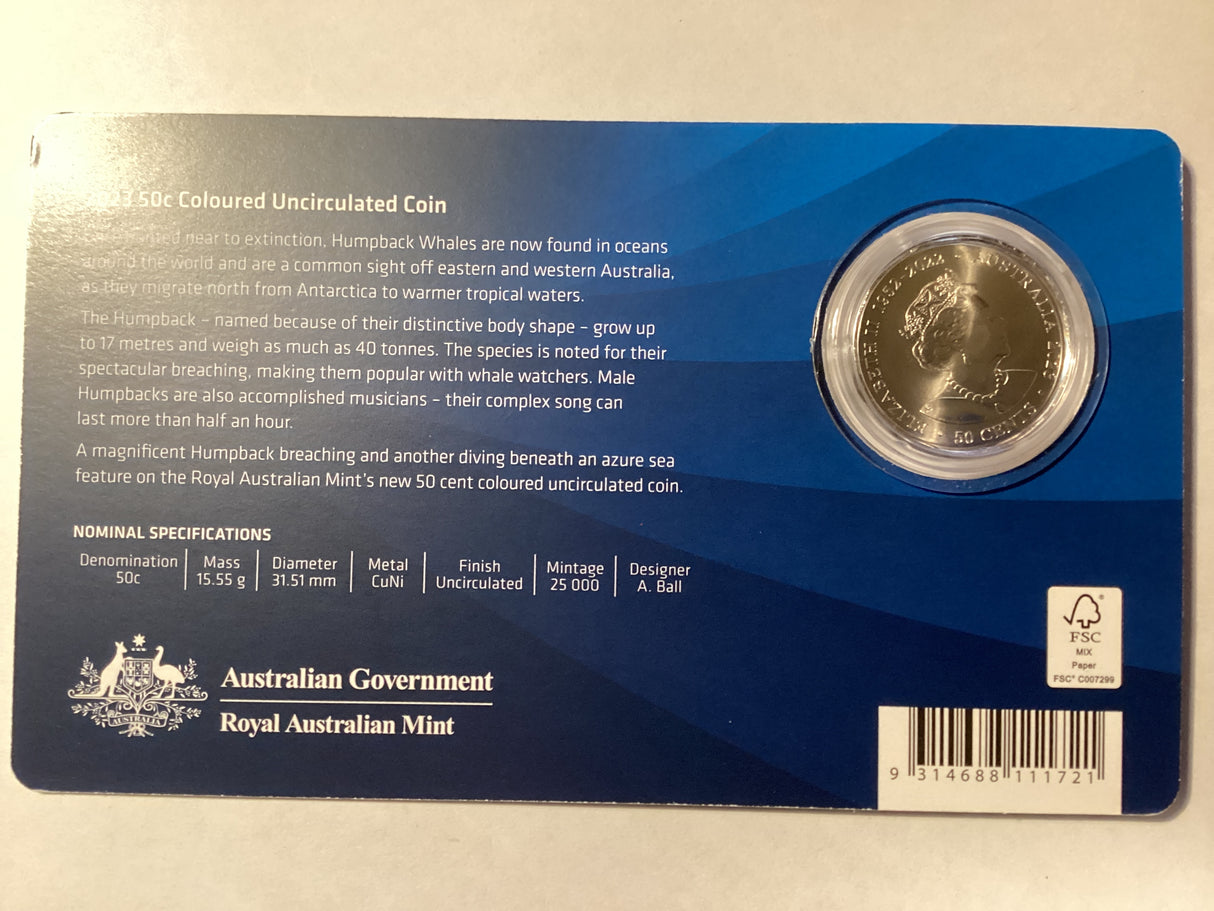 50c Coloured Uncirculated Coin
near to extinction, Humpback Whales are now found in oceans
around the world and are a common sight off eastern and western Australia,
as they migrate north from Antarctica to warmer tropical waters.
The Humpback – named because of their distinctive body shape – grow up
to 17 metres and weigh as much as 40 tonnes. The species is noted for their
spectacular breaching, making them popular with whale watchers. Male
Humpbacks are also accomplished musicians – their complex song can
last more than half an hour.
A magnificent Humpback breaching and another diving beneath an azure sea
feature on the Royal Australian Mint's new 50 cent coloured uncirculated coin.
NOMINAL SPECIFICATIONS
Denomination Mass Diameter Metal Finish Mintage Designer
50c 15.55 g 31.51 mm CuNi Uncirculated 25 000 A. Ball
AUSTRALIA
Australian Government
Royal Australian Mint
ELIZABETH II 1952-2022 • AUSTRALIA
50 CENTS
FSC®
MIX
Paper
FSC® C007299
9 314688 111721